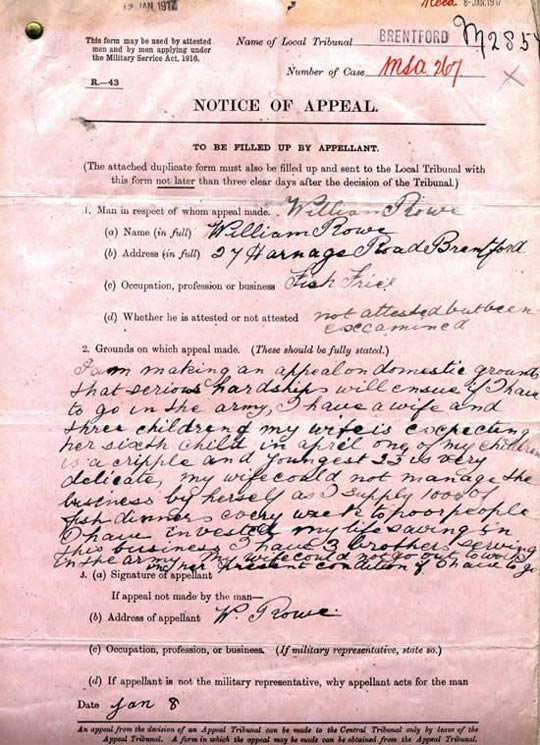 12 JAN 1917
Recd 8-JAN.1917
This form may be used by attested
men and by men applying under
the Military Service Act, 1916.
R.—43
Name of Local Tribunal BRENTFORD
M2854
Number of Case MSA 267
X
NOTICE OF APPEAL.
TO BE FILLED UP BY APPELLANT.
(The attached duplicate form must also be filled up and sent to the Local Tribunal with
this form not later than three clear days after the decision of the Tribunal.)
1. Man in respect of whom appeal made. William Rowe
(a) Name (in full) William Rowe
(b) Address (in full) 27 Harnage Road Brentford
(c) Occupation, profession or business Fish Frier
(d) Whether he is attested or not attested not attested but been
exccamined
2. Grounds on which appeal made. (These should be fully stated.)
I am making an appeal on domestic grounds
that serious hardships will ensue if I have
to go in the army, I have a wife and
three children & my wife is expecting
her sixth child in april one of my children
is a cripple and youngest 23 is very
delicate, my wife could not manage the
business by herself as I supply 1000 of
fish dinners every week to poor people
I have invested my life saving in
this business I have 3 brothers serving
in the army. My wife could not go out to work
in her present condition if I have to go
3. (a) Signature of appellant
If appeal not made by the man—
(b) Address of appellant W. Rowe.
(c) Occupation, profession, or business. (If military representative, state so.)
(d) If appellant is not the military representative, why appellant acts for the man
Date Jan 8
An appeal from the decision of an Appeal Tribunal can be made to the Central Tribunal only by leave of the
Appeal Tribunal. A form in which the appeal may be made can be obtained from the Appeal Tribunal.